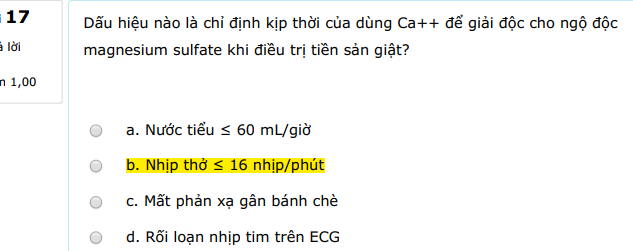 17
Dấu hiệu nào là chỉ định kịp thời của dùng Ca++ để giải độc cho ngộ độc
lời
magnesium sulfate khi điều trị tiền sản giật?
1,00
a. Nước tiểu ≤ 60 mL/giờ
b. Nhịp thở ≤ 16 nhịp/phút
c. Mất phản xạ gân bánh chè
d. Rối loạn nhịp tim trên ECG